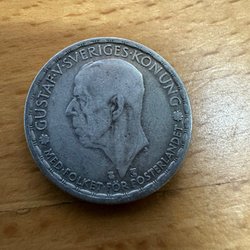 GUSTAF·V·SVERIGES·KONUNG
MED·FOLKET·FÖR·FOSTERLANDET